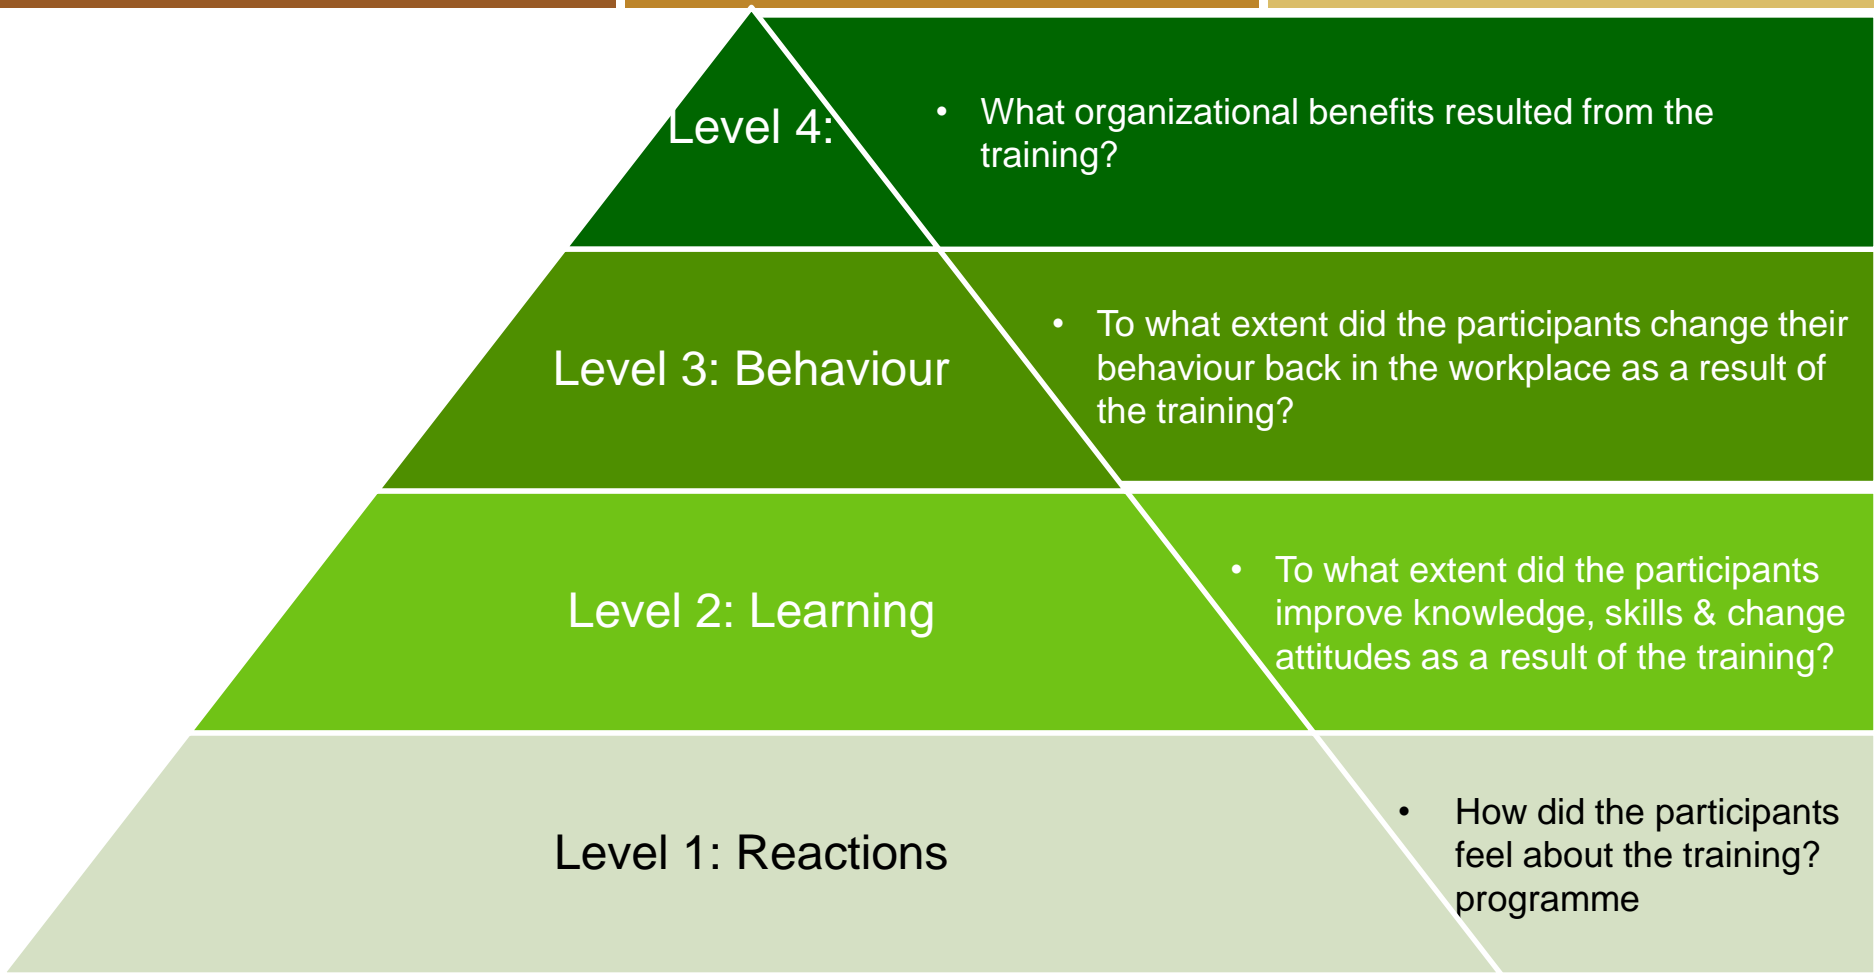 Level 4:
• What organizational benefits resulted from the
training?
Level 3: Behaviour
• To what extent did the participants change their
behaviour back in the workplace as a result of
the training?
Level 2: Learning
• To what extent did the participants
improve knowledge, skills & change
attitudes as a result of the training?
Level 1: Reactions
• How did the participants
feel about the training?
programme